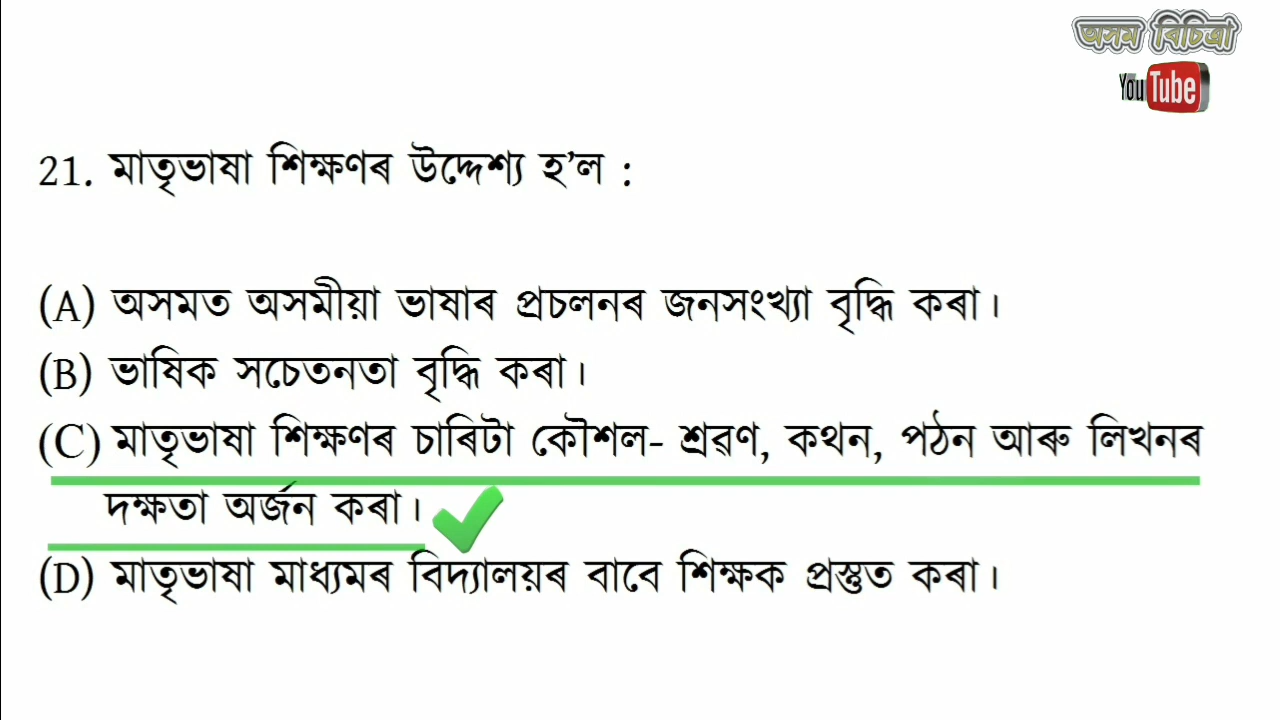 অসম বিচিত্ৰা
YouTube
21. মাতৃভাষা শিক্ষণৰ উদ্দেশ্য হ’ল :
(A) অসমত অসমীয়া ভাষাৰ প্ৰচলনৰ জনসংখ্যা বৃদ্ধি কৰা।
(B) ভাষিক সচেতনতা বৃদ্ধি কৰা।
(C) মাতৃভাষা শিক্ষণৰ চাৰিটা কৌশল- শ্ৰৱণ, কথন, পঠন আৰু লিখনৰ
দক্ষতা অৰ্জন কৰা।
(D) মাতৃভাষা মাধ্যমৰ বিদ্যালয়ৰ বাবে শিক্ষক প্ৰস্তুত কৰা।